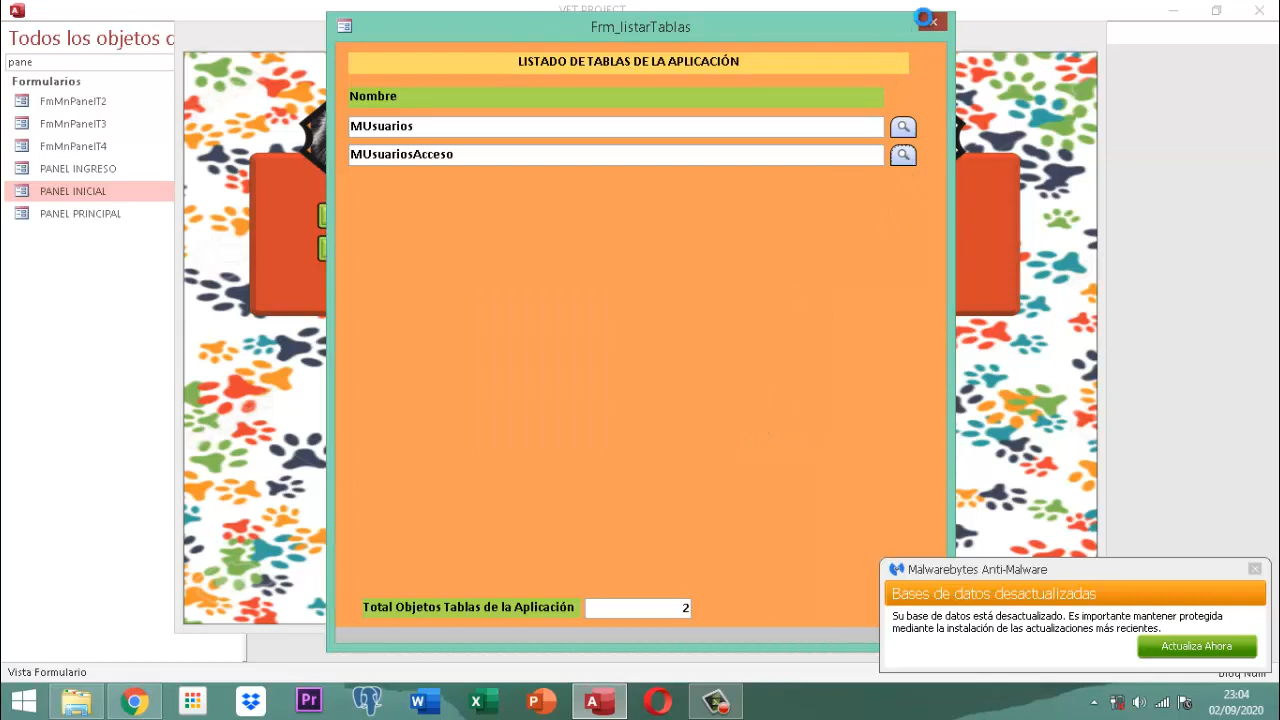 VET PROJECT
Todos los objetos d
pane
Formularios
FmMnPanelT2
FmMnPanelT3
FmMnPanelT4
PANEL INGRESO
PANEL INICIAL
PANEL PRINCIPAL
Frm_listarTablas
LISTADO DE TABLAS DE LA APLICACIÓN
Nombre
MUsuarios
MUsuariosAcceso
Total Objetos Tablas de la Aplicación 2
Malwarebytes Anti-Malware
Bases de datos desactualizadas
Su base de datos está desactualizado. Es importante mantener protegida
mediante la instalación de las actualizaciones más recientes.
Actualiza Ahora
Vista Formulario
Bloq Núm
Pr
W
X
P
A
23:04
02/09/2020